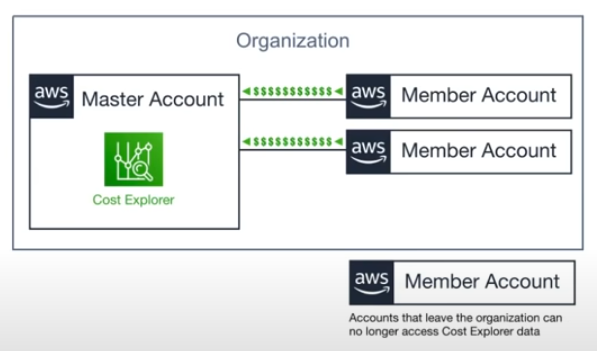 Organization
aws Master Account
$$$$$$$$$$$ aws Member Account
Cost Explorer
$$$$$$$$$$$ aws Member Account
aws Member Account
Accounts that leave the organization can
no longer access Cost Explorer data